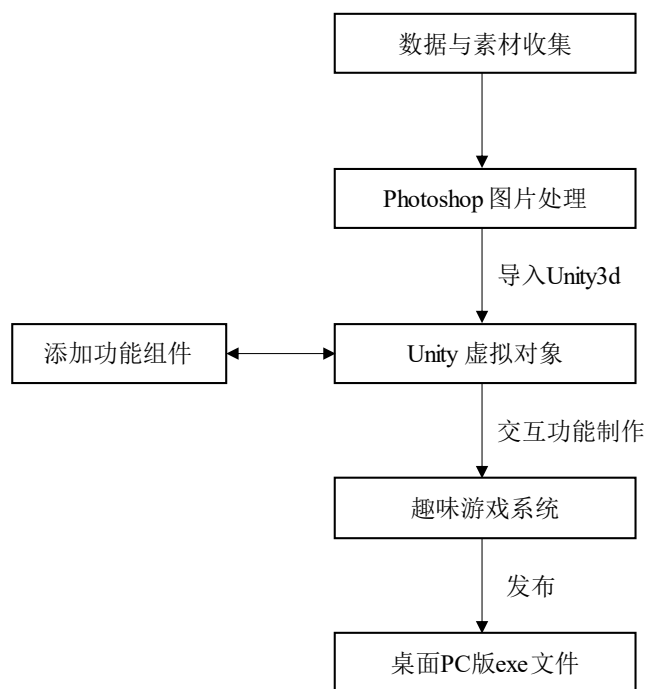 数据与素材收集
Photoshop 图片处理
导入Unity3d
添加功能组件
Unity 虚拟对象
交互功能制作
趣味游戏系统
发布
桌面PC版exe文件